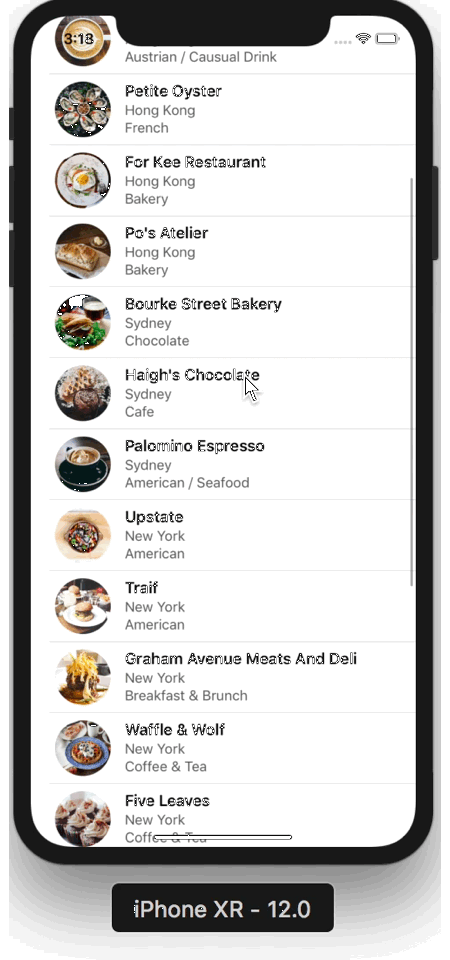 3:18
Austrian / Causual Drink
Petite Oyster
Hong Kong
French
For Kee Restaurant
Hong Kong
Bakery
Po's Atelier
Hong Kong
Bakery
Bourke Street Bakery
Sydney
Chocolate
Haigh's Chocolate
Sydney
Cafe
Palomino Espresso
Sydney
American / Seafood
Upstate
New York
American
Traif
New York
American
Graham Avenue Meats And Deli
New York
Breakfast & Brunch
Waffle & Wolf
New York
Coffee & Tea
Five Leaves
New York
Coffee & Tea
iPhone XR - 12.0